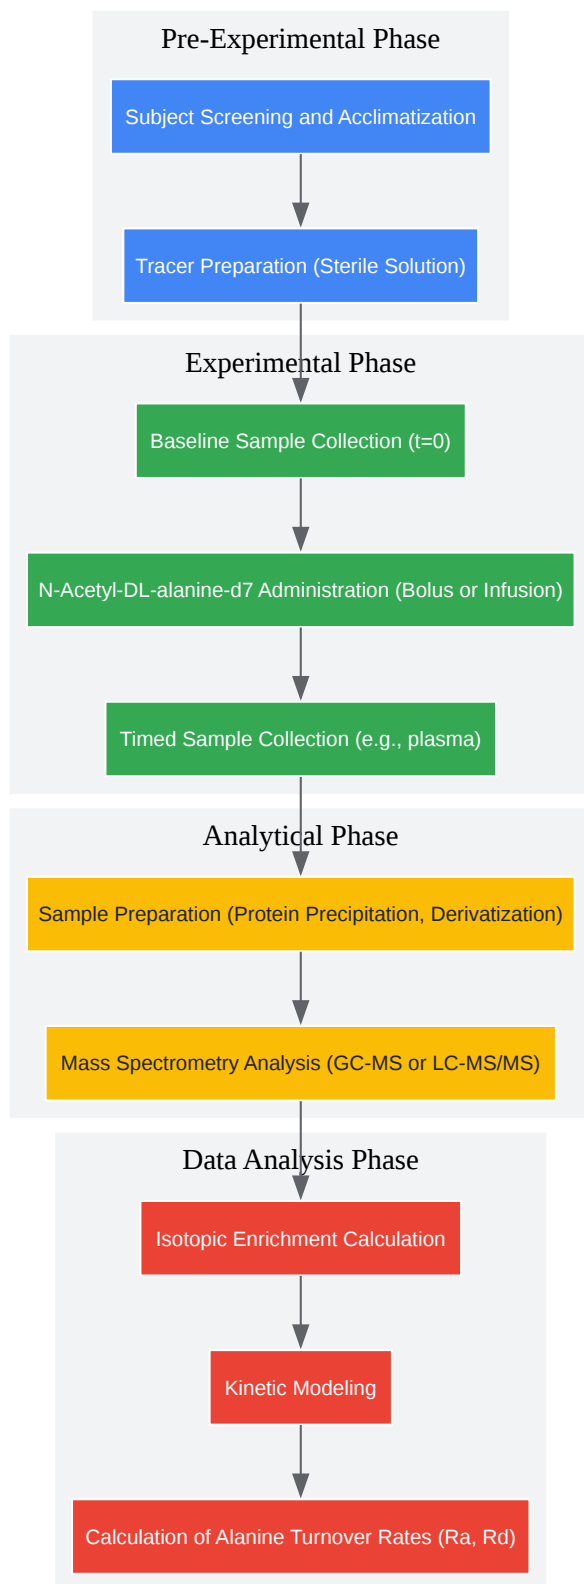 Pre-Experimental Phase
Subject Screening and Acclimatization
Tracer Preparation (Sterile Solution)
Experimental Phase
Baseline Sample Collection (t=0)
N-Acetyl-DL-alanine-d7 Administration (Bolus or Infusion)
Timed Sample Collection (e.g., plasma)
Analytical Phase
Sample Preparation (Protein Precipitation, Derivatization)
Mass Spectrometry Analysis (GC-MS or LC-MS/MS)
Data Analysis Phase
Isotopic Enrichment Calculation
Kinetic Modeling
Calculation of Alanine Turnover Rates (Ra, Rd)